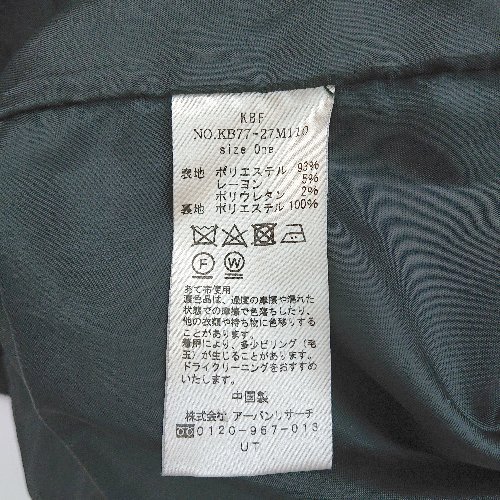 KBF
NO.KB77-27M110
size One
表地 ポリエステル 93%
レーヨン 5%
ポリウレタン 2%
裏地 ポリエステル 100%
F W
あて布使用
濃色品は、過度の摩擦や濡れた
状態での摩擦で色落ちしたり、
他の衣類や持ち物に色移りする
ことがあります。
着用により、多少ピリング(毛
玉)が生じることがあります。
ドライクリーニングをおすすめ
いたします。
中国製
株式会社 アーバンリサーチ
0120-967-013
UT